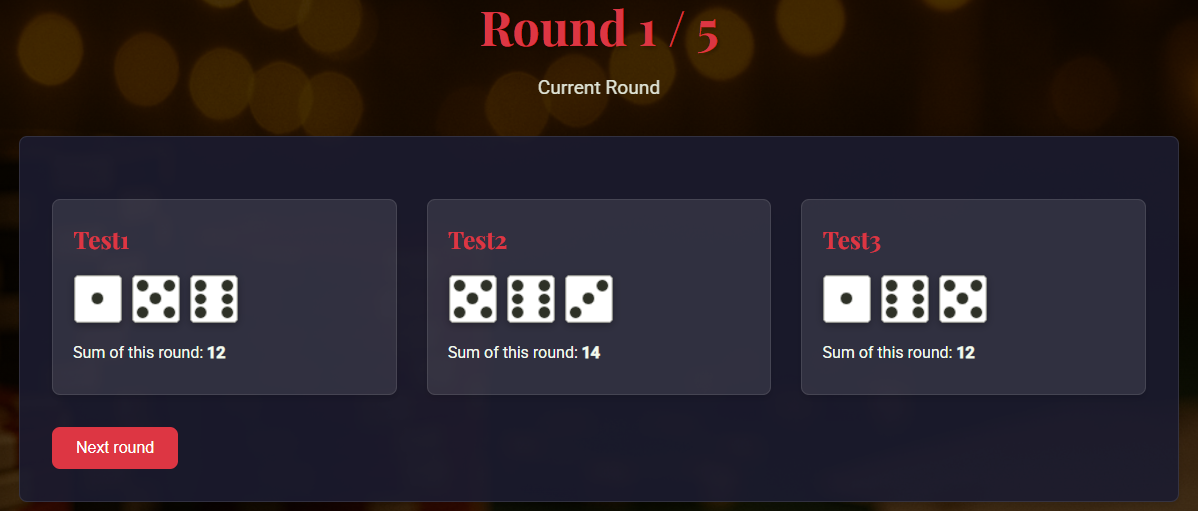 Round 1 / 5
Current Round
Test1
Sum of this round: 12
Test2
Sum of this round: 14
Test3
Sum of this round: 12
Next round